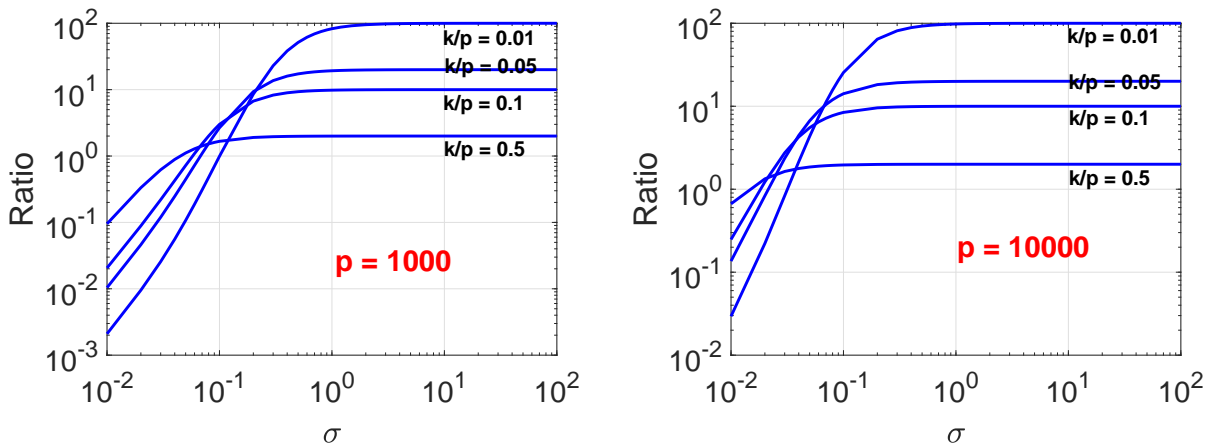 10^2
10^1
10^0
10^-1
10^-2
10^-3
Ratio
k/p = 0.01
k/p = 0.05
k/p = 0.1
k/p = 0.5
p = 1000
10^-2 10^-1 10^0 10^1 10^2
σ
10^2
10^1
10^0
10^-1
10^-2
Ratio
k/p = 0.01
k/p = 0.05
k/p = 0.1
k/p = 0.5
p = 10000
10^-2 10^-1 10^0 10^1 10^2
σ